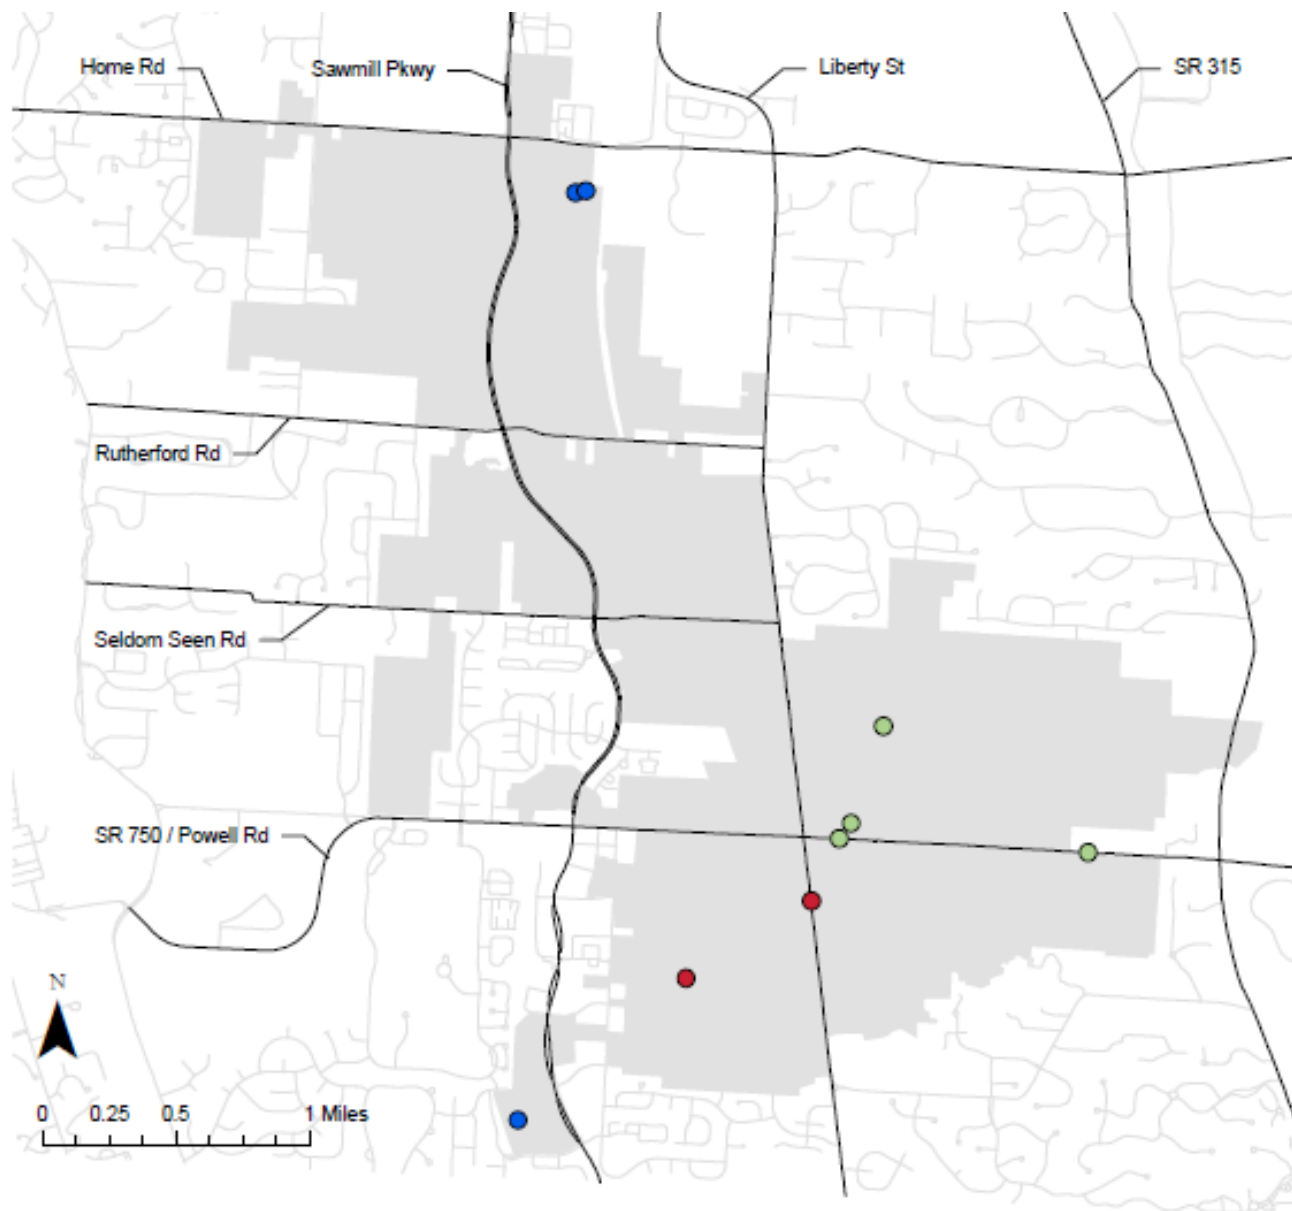 Home Rd
Sawmill Pkwy
Liberty St
SR 315
Rutherford Rd
Seldom Seen Rd
SR 750 / Powell Rd
N
0 0.25 0.5 1 Miles